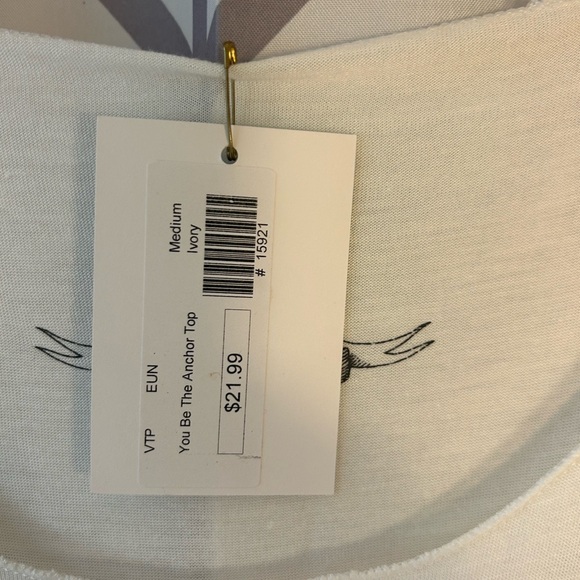 Medium
Ivory
# 15921
VTP EUN
You Be The Anchor Top
$21.99